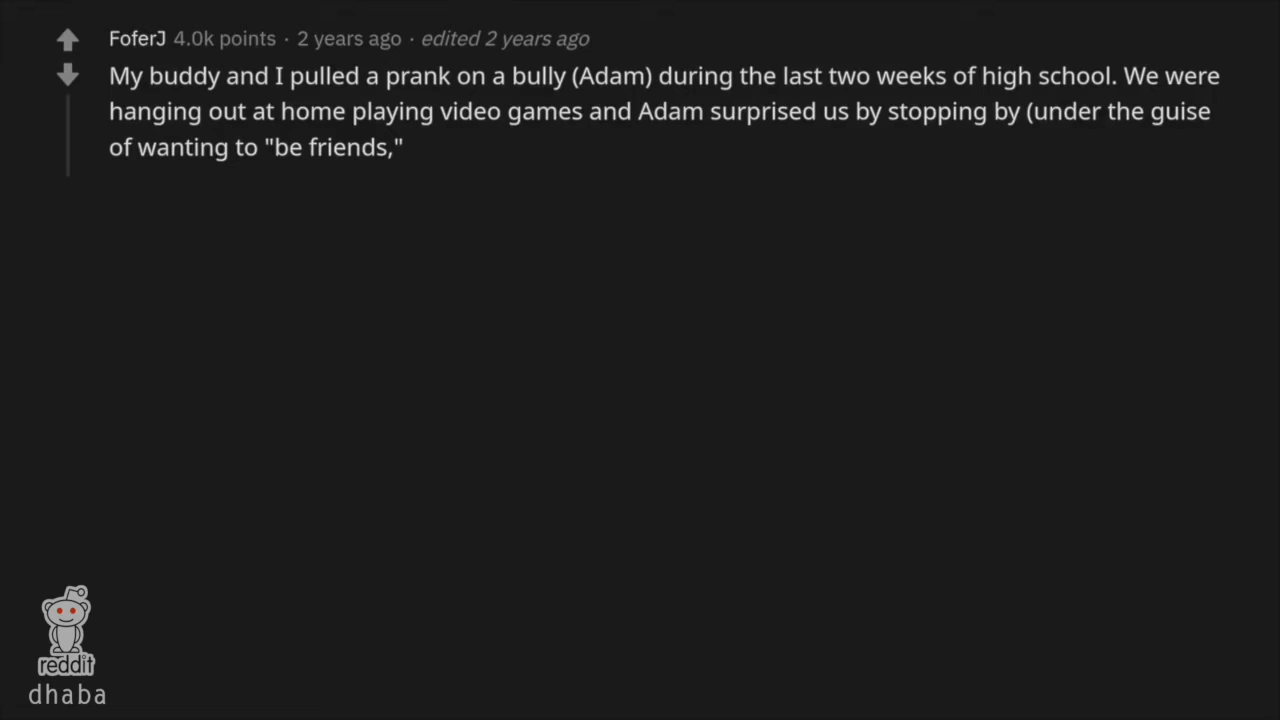 FoferJ 4.0k points · 2 years ago · edited 2 years ago
My buddy and I pulled a prank on a bully (Adam) during the last two weeks of high school. We were
hanging out at home playing video games and Adam surprised us by stopping by (under the guise
of wanting to "be friends,"
reddit
dhaba